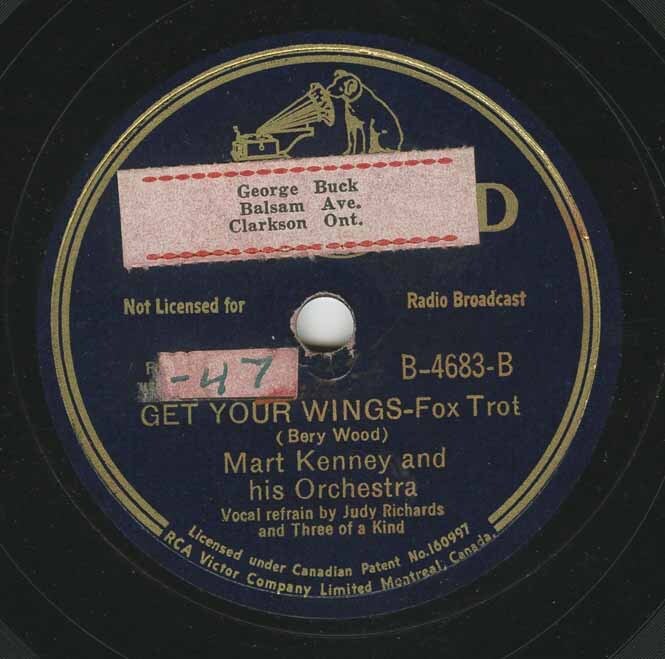 D
George Buck
Balsam Ave.
Clarkson Ont.
Not Licensed for Radio Broadcast
-47
B-4683-B
GET YOUR WINGS-Fox Trot
(Bery Wood)
Mart Kenney and
his Orchestra
Vocal refrain by Judy Richards
and Three of a Kind
Licensed under Canadian Patent No.160997
RCA Victor Company Limited Montreal, Canada.